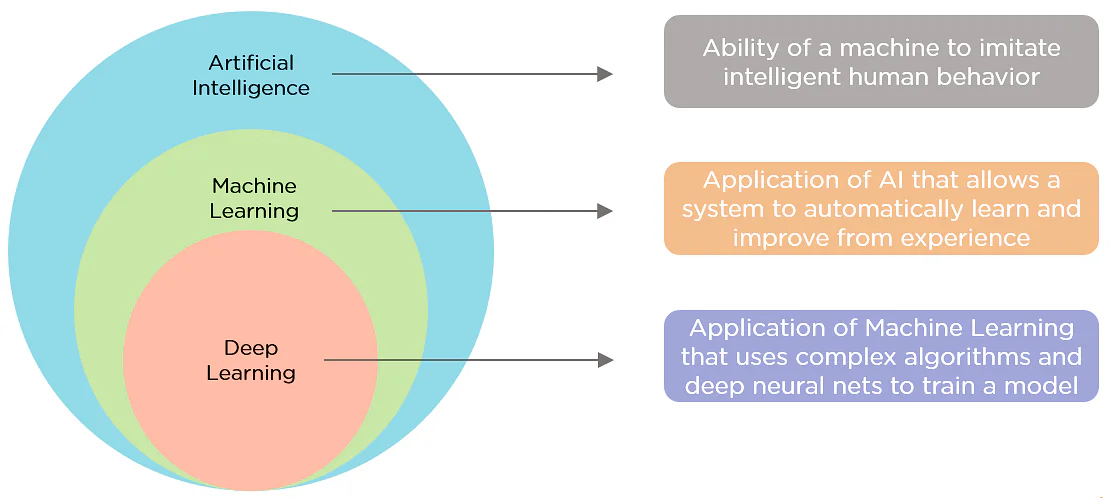 Artificial
Intelligence
Ability of a machine to imitate
intelligent human behavior
Machine
Learning
Application of AI that allows a
system to automatically learn and
improve from experience
Deep
Learning
Application of Machine Learning
that uses complex algorithms and
deep neural nets to train a model